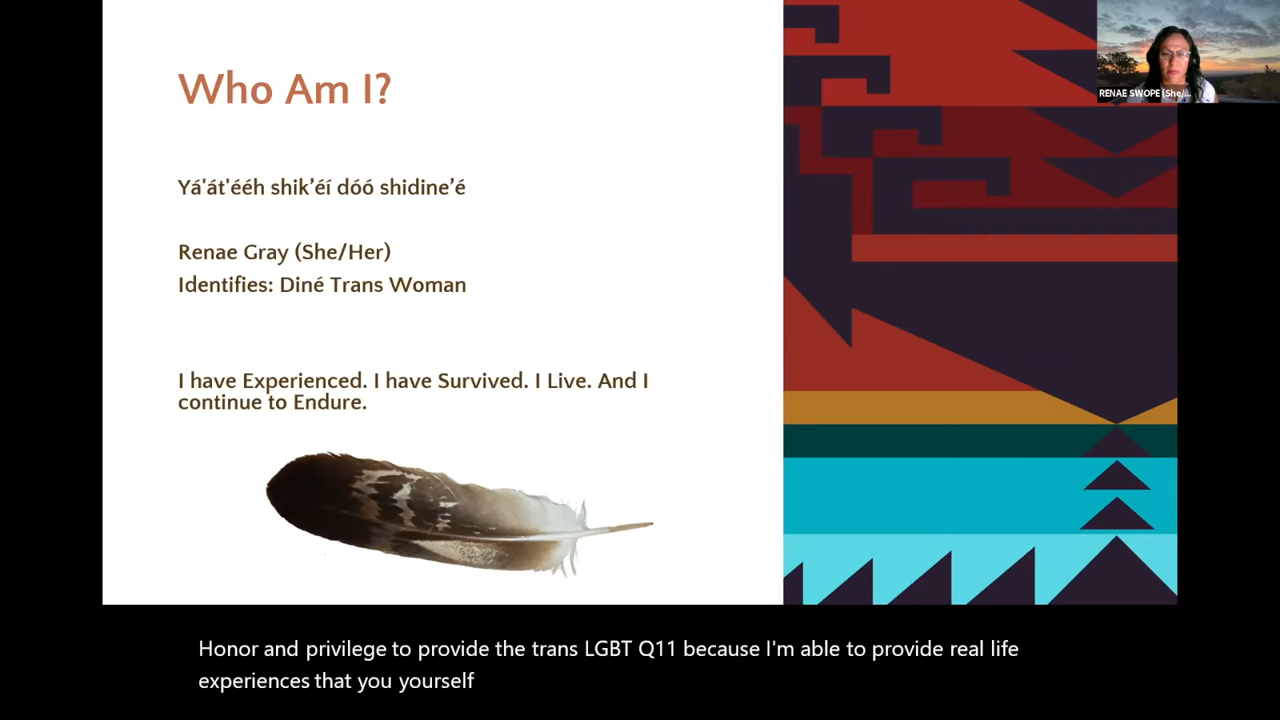 Who Am I?
RENAE SWOPE (She/...
Yá'át'ééh shik’éí dóó shidine’é
Renae Gray (She/Her)
Identifies: Diné Trans Woman
I have Experienced. I have Survived. I Live. And I
continue to Endure.
Honor and privilege to provide the trans LGBT Q11 because I'm able to provide real life
experiences that you yourself